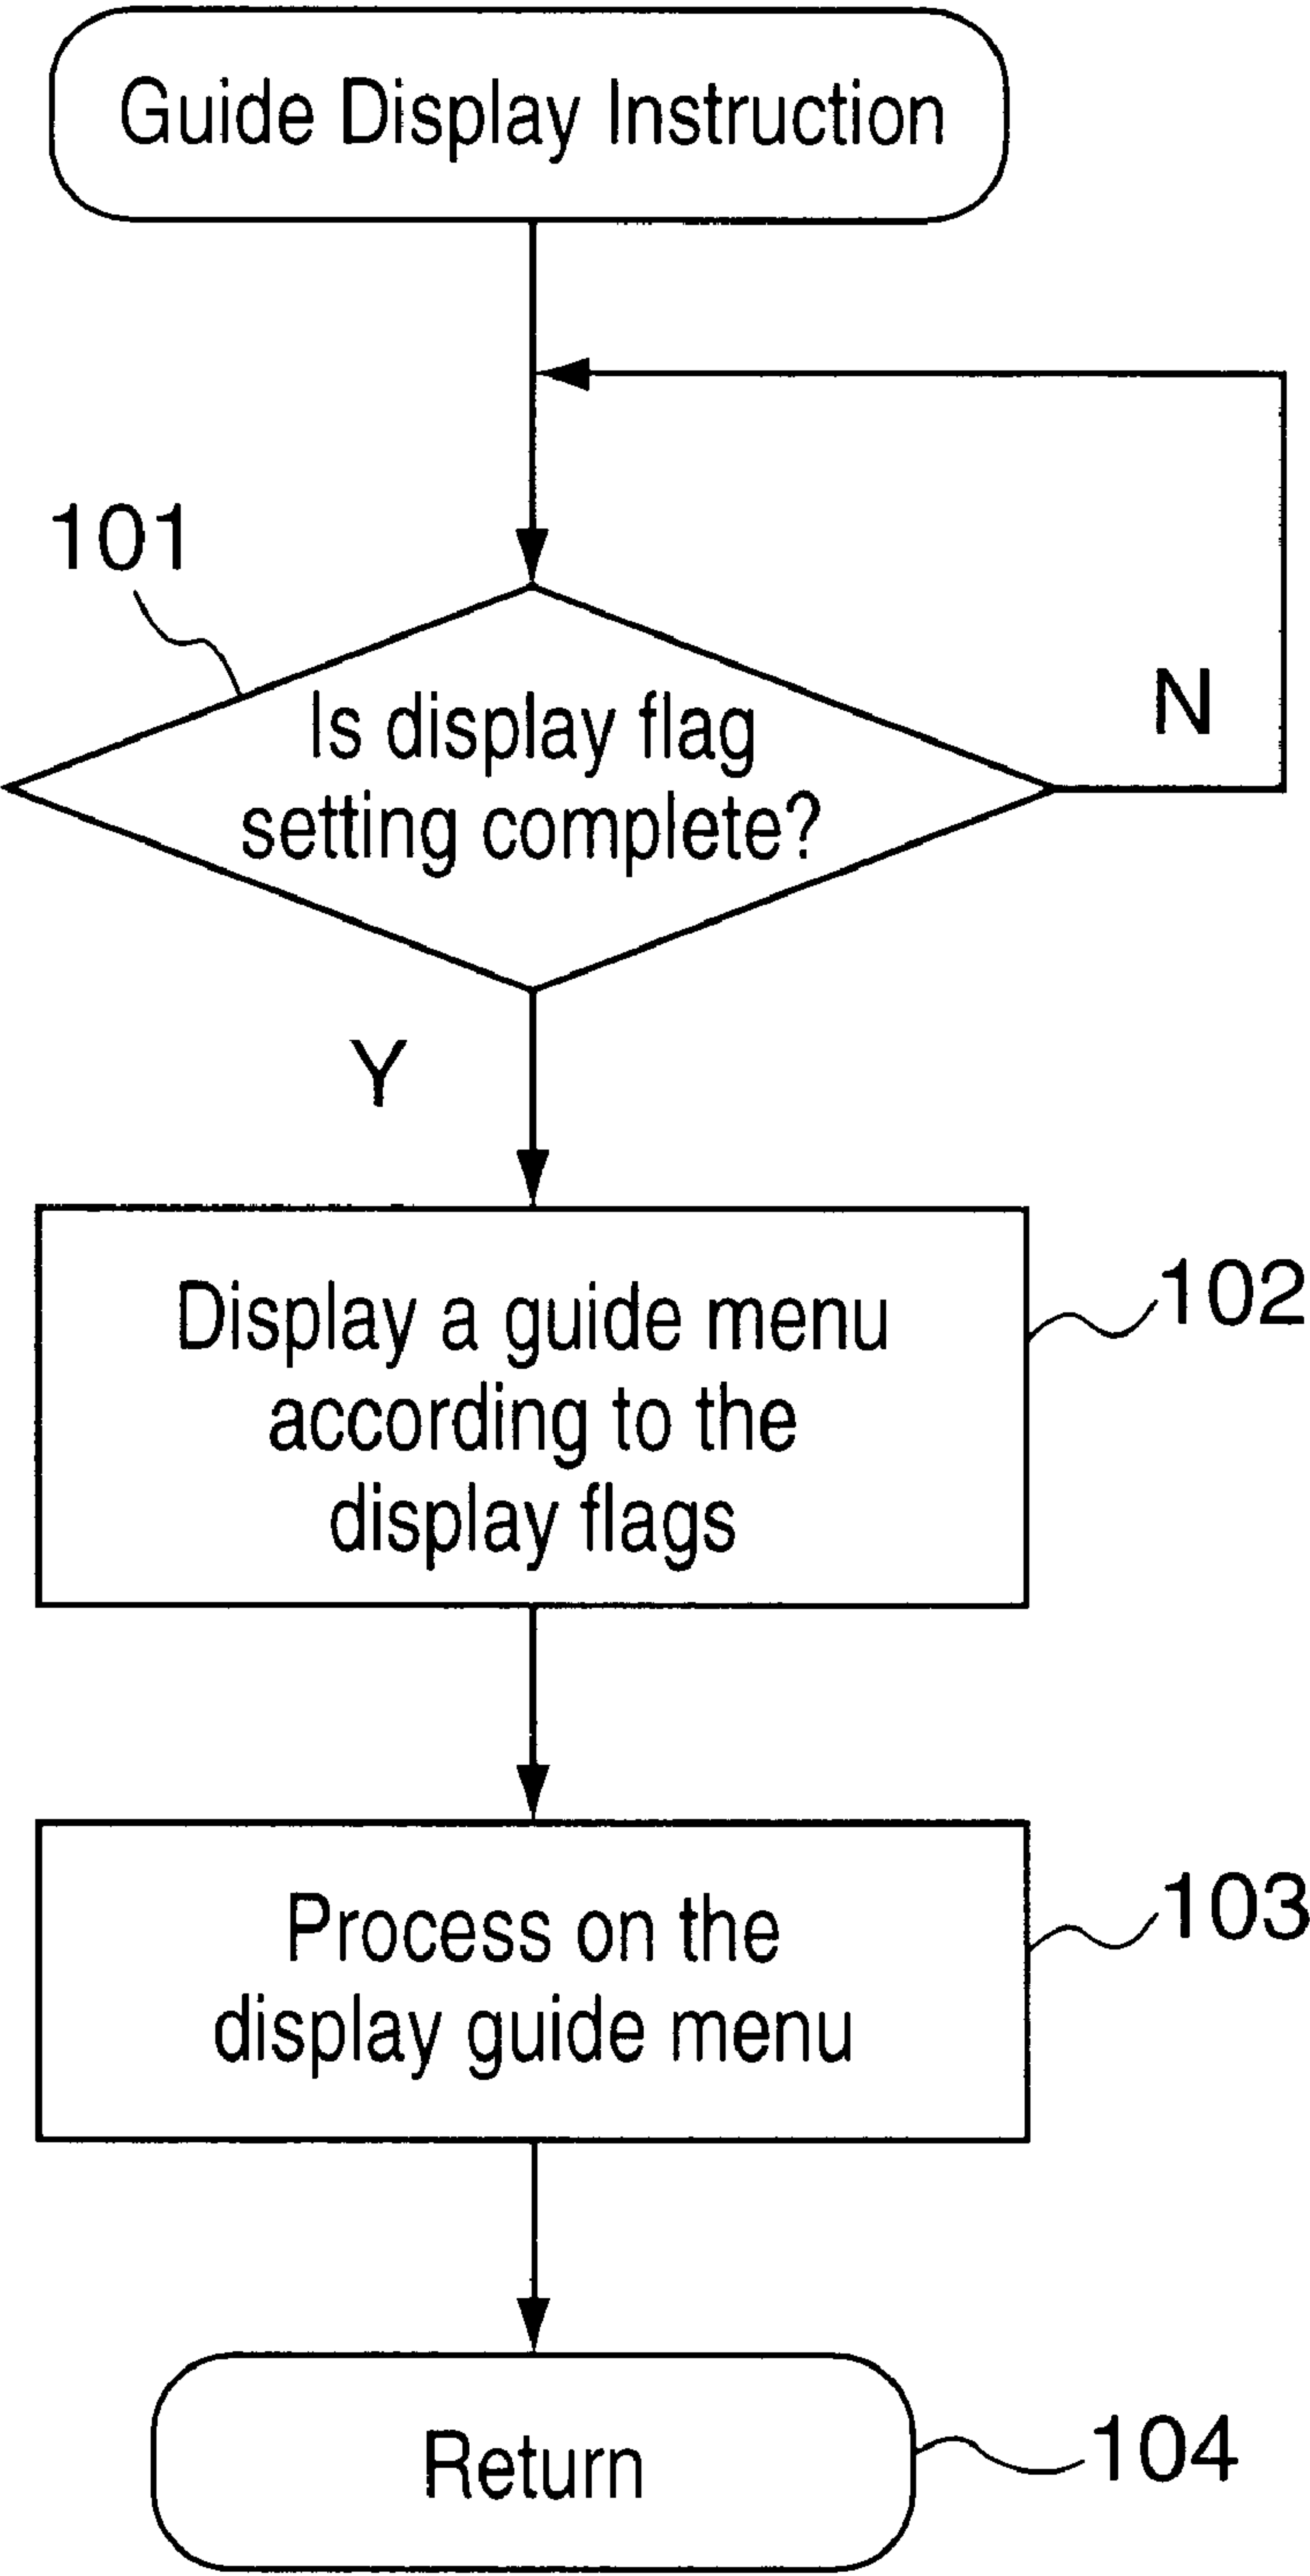 Guide Display Instruction
101
Is display flag
setting complete?
N
Y
Display a guide menu
according to the
display flags
102
Process on the
display guide menu
103
Return
104